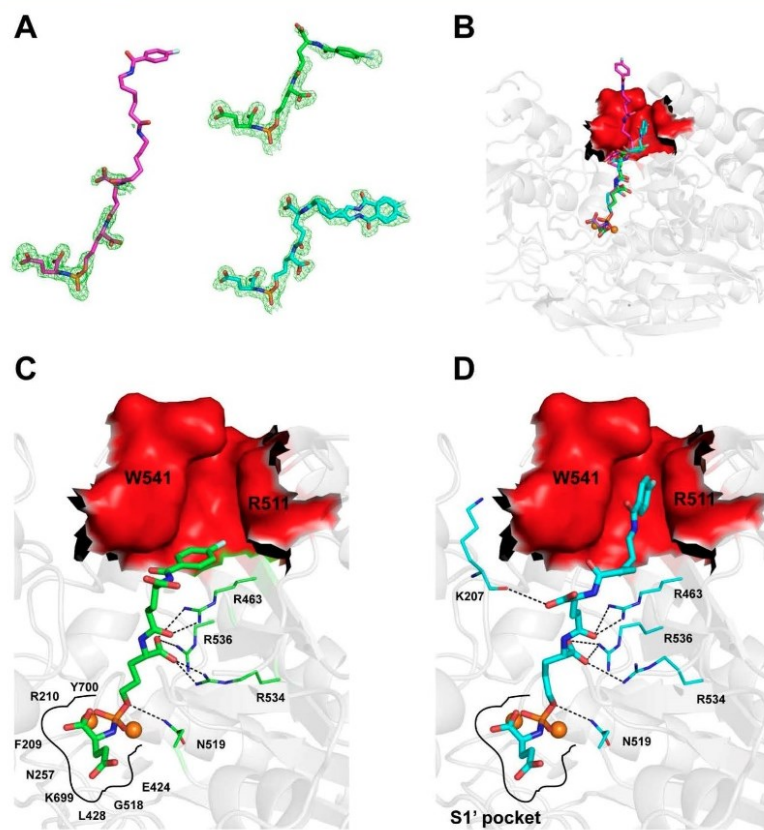 A
B
C
W541
R511
R463
R536
R534
Y700
R210
N519
F209
N257
E424
K699
G518
L428
D
W541
R511
K207
R463
R536
R534
N519
S1' pocket